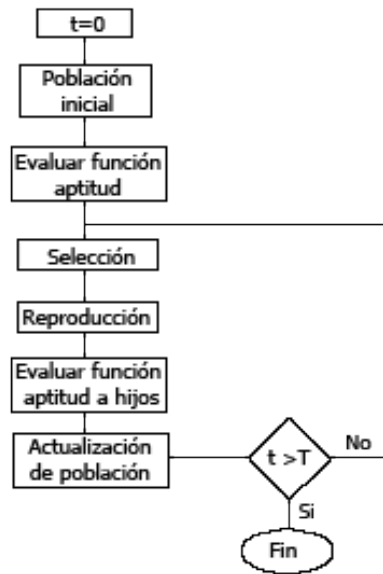 t=0
Población
inicial
Evaluar función
aptitud
Selección
Reproducción
Evaluar función
aptitud a hijos
Actualización
de población
t >T
No
Si
Fin